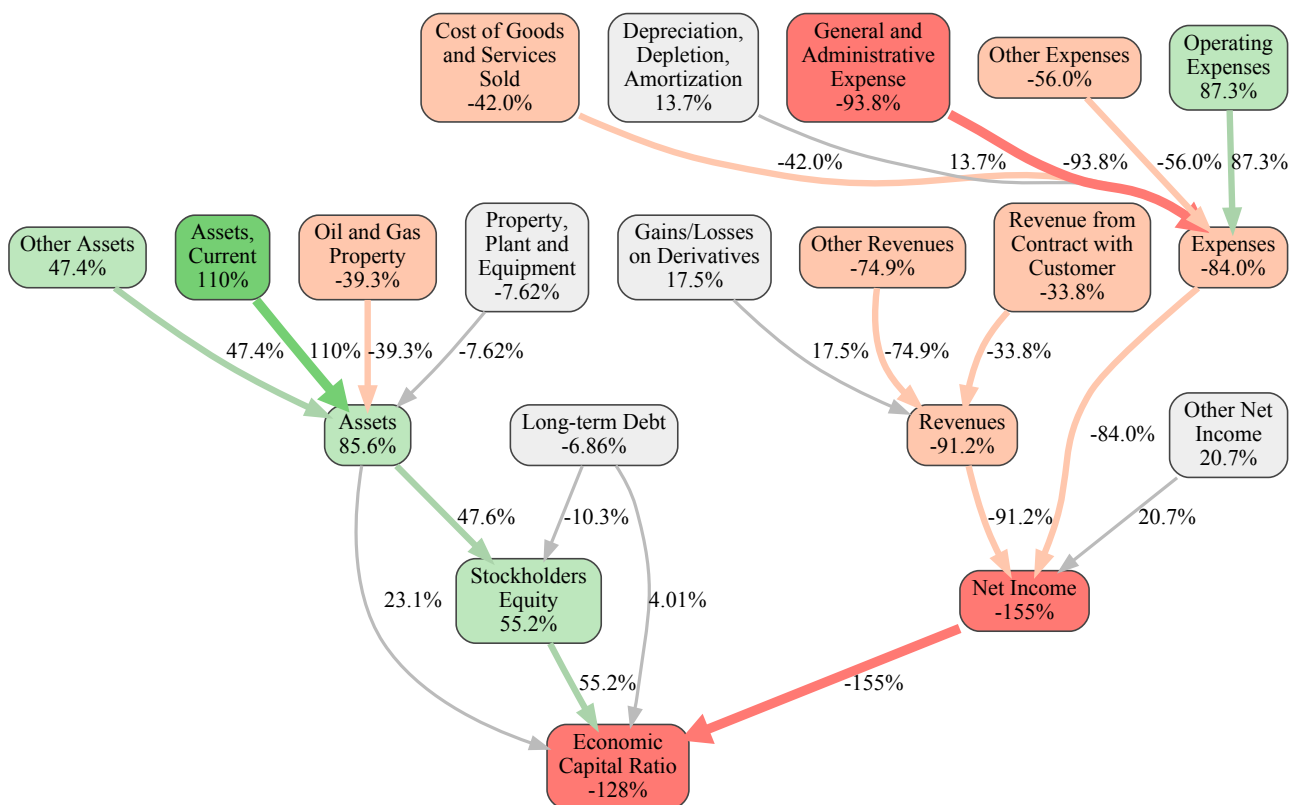 Cost of Goods
and Services
Sold
-42.0%
Depreciation,
Depletion,
Amortization
13.7%
General and
Administrative
Expense
-93.8%
Other Expenses
-56.0%
Operating
Expenses
87.3%
-42.0%
13.7%
-93.8%
-56.0%
87.3%
Other Assets
47.4%
Assets,
Current
110%
Oil and Gas
Property
-39.3%
Property,
Plant and
Equipment
-7.62%
Gains/Losses
on Derivatives
17.5%
Other Revenues
-74.9%
Revenue from
Contract with
Customer
-33.8%
Expenses
-84.0%
47.4%
110%
-39.3%
-7.62%
17.5%
-74.9%
-33.8%
Assets
85.6%
Long-term Debt
-6.86%
Revenues
-91.2%
-84.0%
Other Net
Income
20.7%
47.6%
-10.3%
-91.2%
20.7%
Stockholders
Equity
55.2%
Net Income
-155%
23.1%
4.01%
55.2%
-155%
Economic
Capital Ratio
-128%